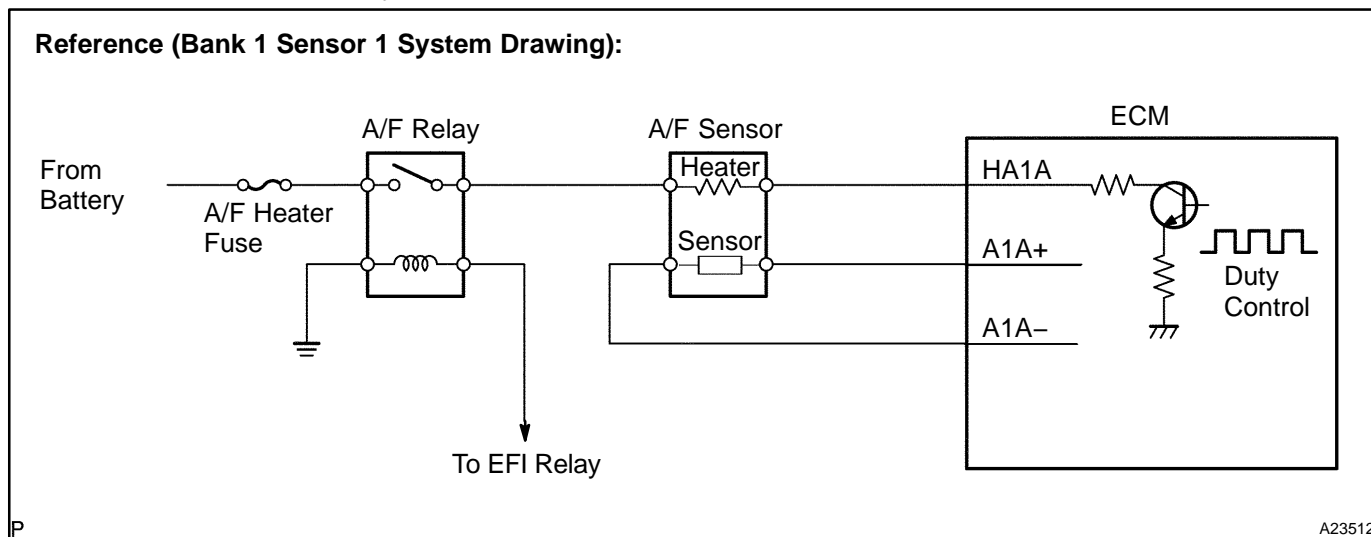 Reference (Bank 1 Sensor 1 System Drawing):
ECM
A/F Relay
A/F Sensor
From
Battery
Heater
HA1A
A/F Heater
Fuse
Sensor
A1A+
Duty
Control
A1A−
To EFI Relay
P
A23512